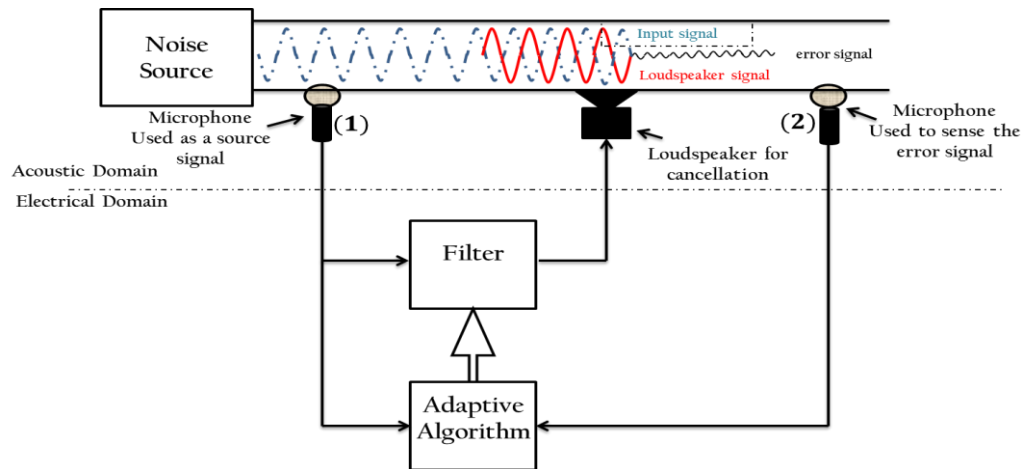 Noise
Source
Input signal
Loudspeaker signal
error signal
Microphone
Used as a source
signal
(1)
Loudspeaker for
cancellation
(2)
Microphone
Used to sense the
error signal
Acoustic Domain
Electrical Domain
Filter
Adaptive
Algorithm